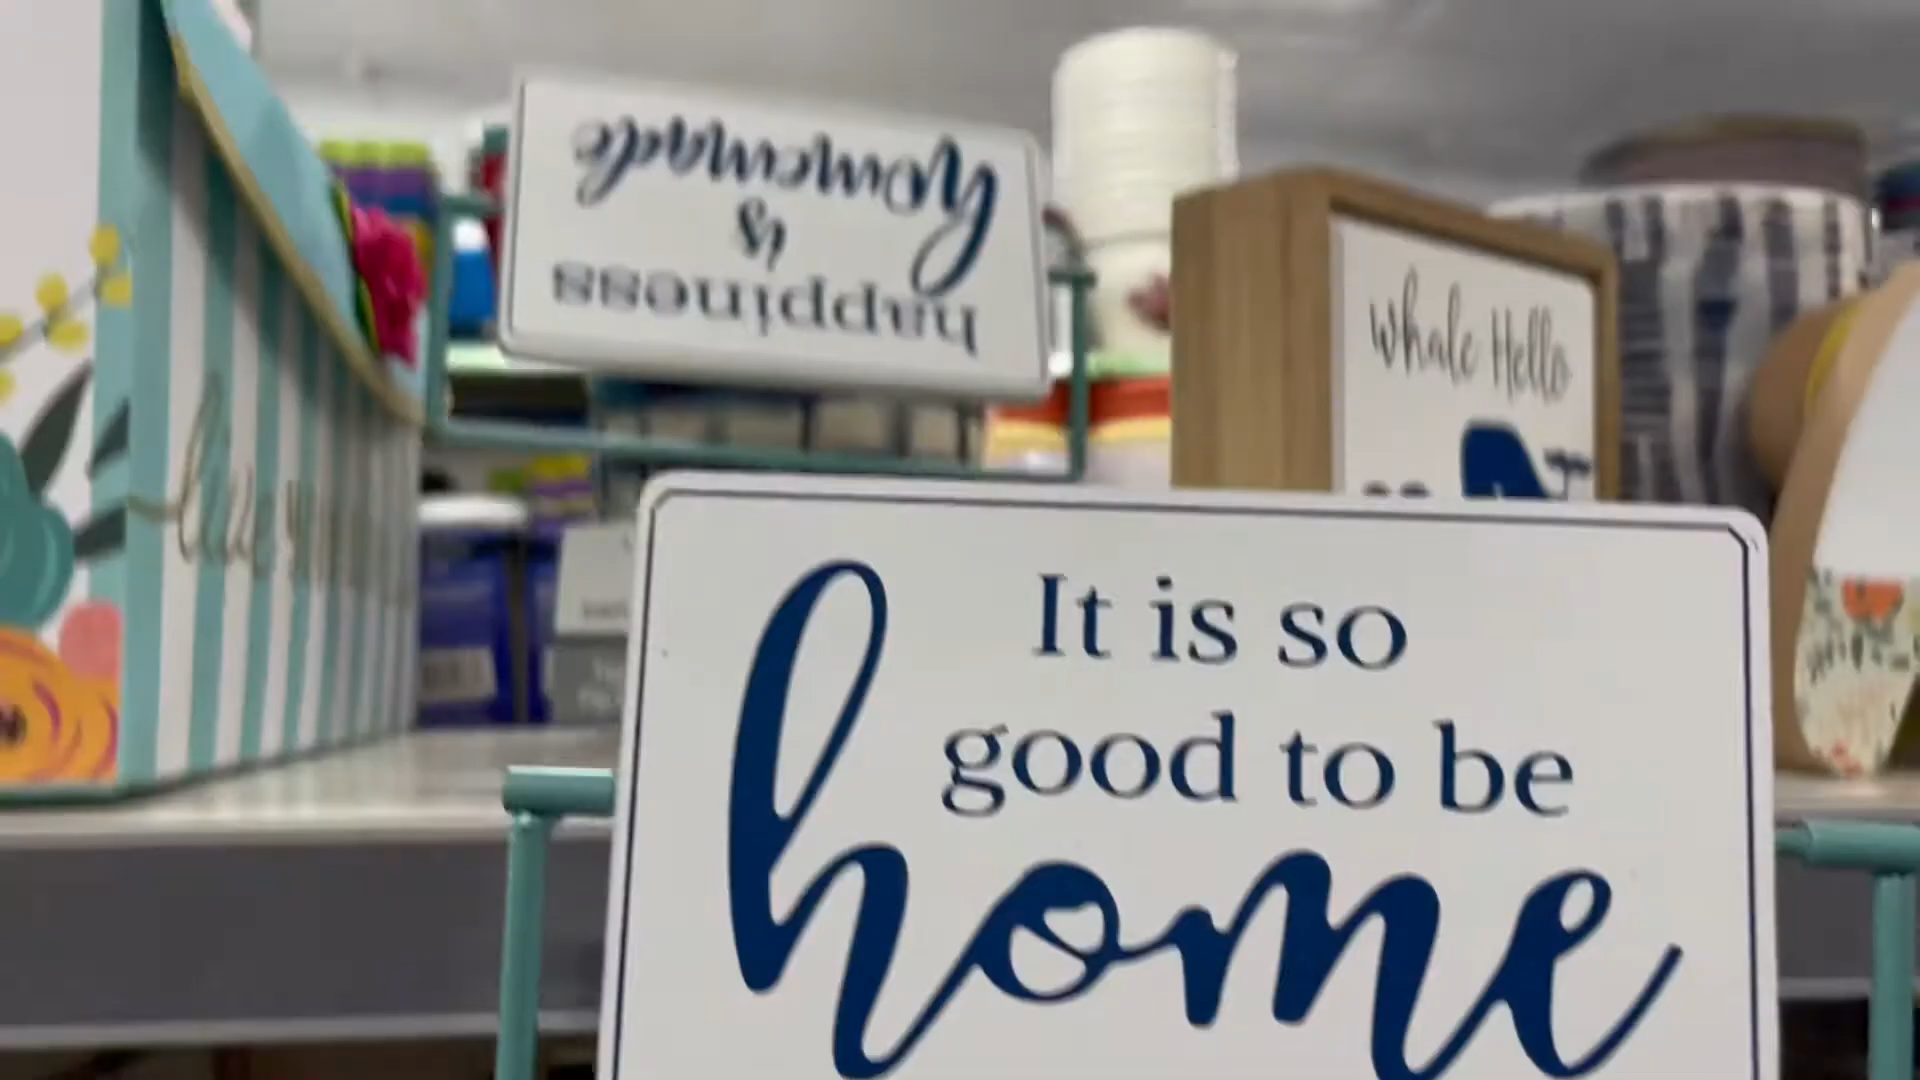 happiness
is
homemade
whale Hello
It is so
good to be
home